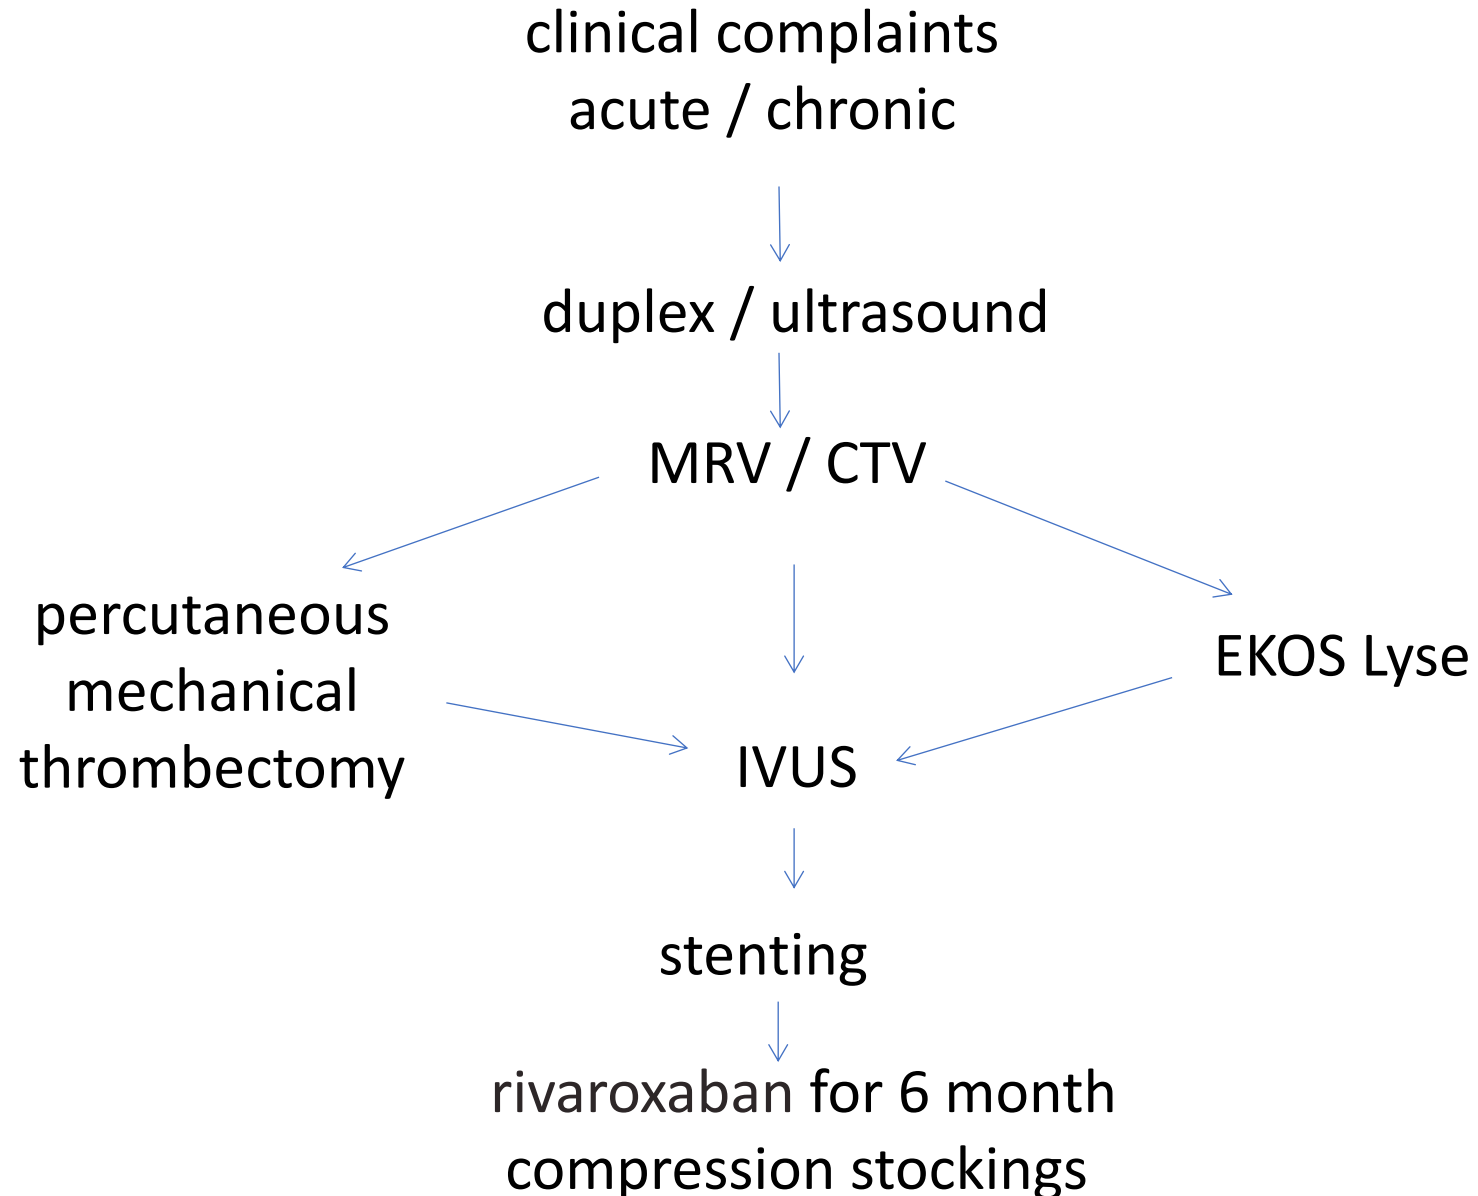 clinical complaints
acute / chronic
duplex / ultrasound
MRV / CTV
percutaneous
mechanical
thrombectomy
EKOS Lyse
IVUS
stenting
rivaroxaban for 6 month
compression stockings